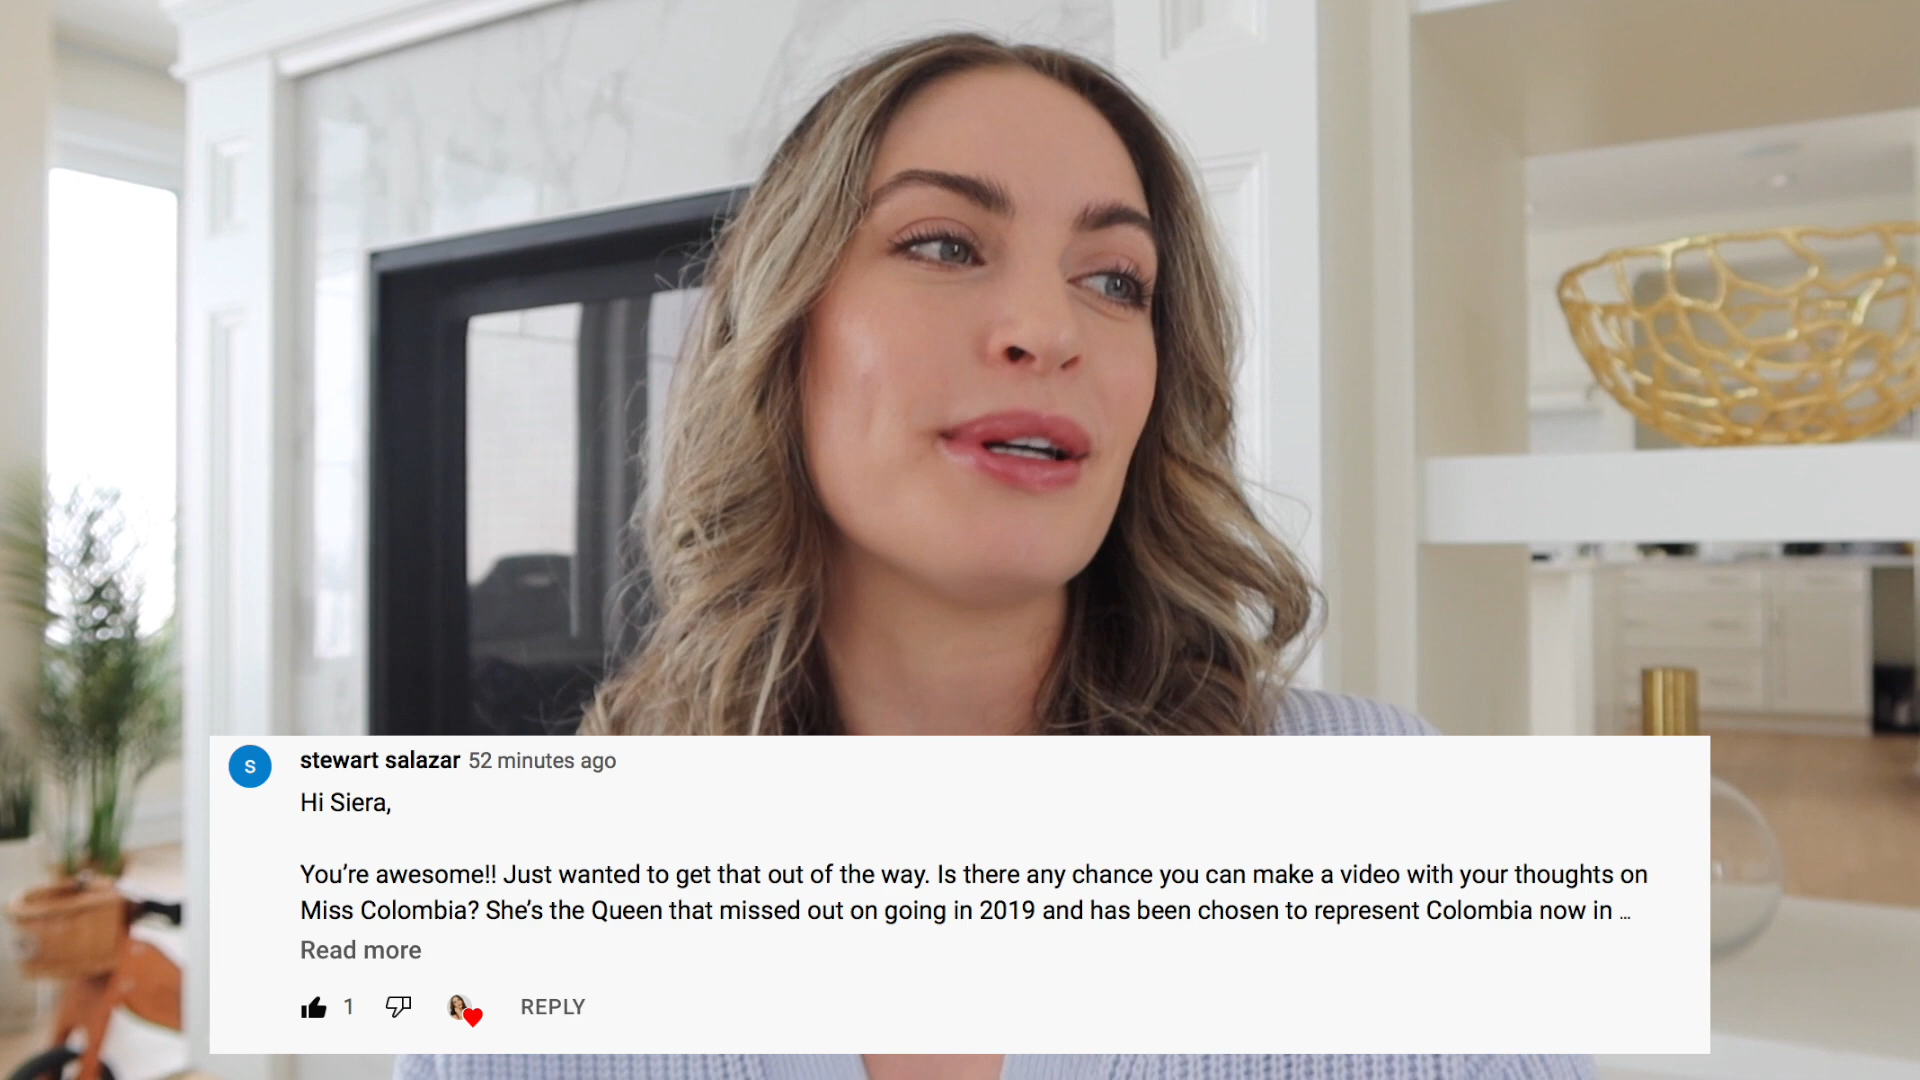 S
stewart salazar 52 minutes ago
Hi Siera,
You’re awesome!! Just wanted to get that out of the way. Is there any chance you can make a video with your thoughts on
Miss Colombia? She’s the Queen that missed out on going in 2019 and has been chosen to represent Colombia now in ...
Read more
1
REPLY